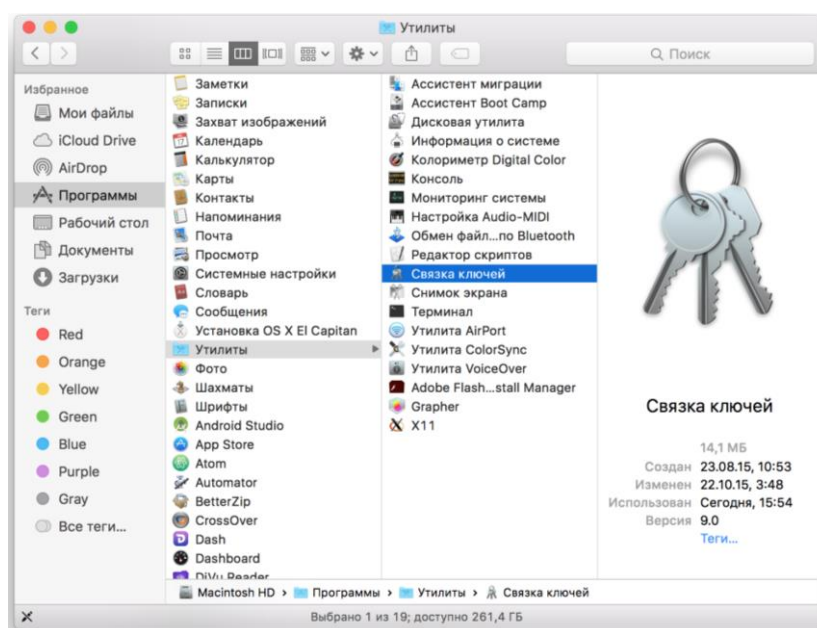 Утилиты
Поиск
Избранное
Мои файлы
iCloud Drive
AirDrop
Программы
Рабочий стол
Документы
Загрузки
Теги
Red
Orange
Yellow
Green
Blue
Purple
Gray
Все теги...
Заметки
Записки
Захват изображений
Календарь
Калькулятор
Карты
Контакты
Напоминания
Почта
Просмотр
Системные настройки
Словарь
Сообщения
Установка OS X El Capitan
Утилиты
Фото
Шахматы
Шрифты
Android Studio
App Store
Atom
Automator
BetterZip
CrossOver
Dash
Dashboard
DjVu Reader
Ассистент миграции
Ассистент Boot Camp
Дисковая утилита
Информация о системе
Колориметр Digital Color
Консоль
Мониторинг системы
Настройка Audio-MIDI
Обмен файл...по Bluetooth
Редактор скриптов
Связка ключей
Снимок экрана
Терминал
Утилита AirPort
Утилита ColorSync
Утилита VoiceOver
Adobe Flash...stall Manager
Grapher
X11
Связка ключей
14,1 МБ
Создан 23.08.15, 10:53
Изменен 22.10.15, 3:48
Использован Сегодня, 15:54
Версия 9.0
Теги...
Macintosh HD › Программы › Утилиты › Связка ключей
Выбрано 1 из 19; доступно 261,4 ГБ